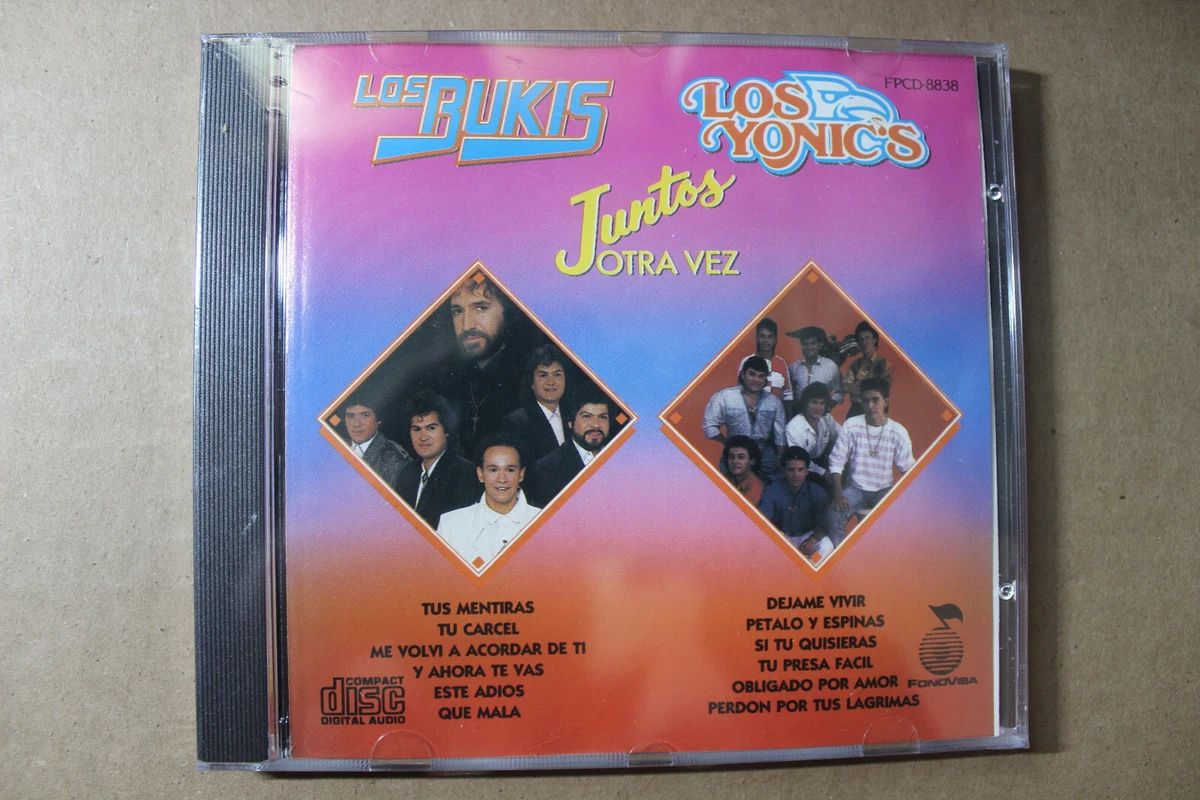 LOS BUKIS
LOS YONIC'S
FPCD-8838
Juntos
OTRA VEZ
TUS MENTIRAS
TU CARCEL
ME VOLVI A ACORDAR DE TI
Y AHORA TE VAS
ESTE ADIOS
QUE MALA
DEJAME VIVIR
PETALO Y ESPINAS
SI TU QUISIERAS
TU PRESA FACIL
OBLIGADO POR AMOR
PERDON POR TUS LAGRIMAS
COMPACT
disc
DIGITAL AUDIO
FONOVISA